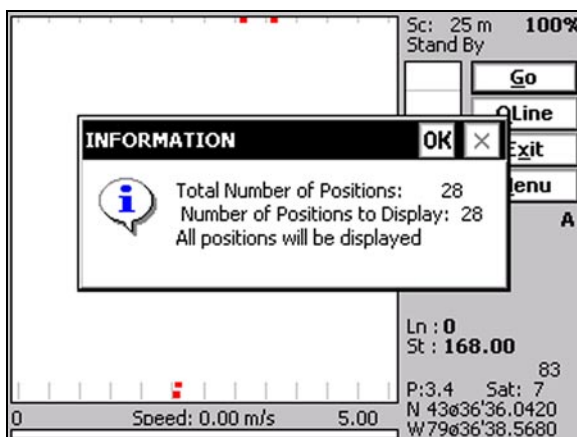 Sc: 25 m 100%
Stand By
Go
QLine
Exit
Menu
INFORMATION OK
Total Number of Positions: 28
Number of Positions to Display: 28
All positions will be displayed
A
Ln : 0
St : 168.00
83
P:3.4 Sat: 7
N 43ø36'36.0420
W79ø36'38.5680
0 Speed: 0.00 m/s 5.00